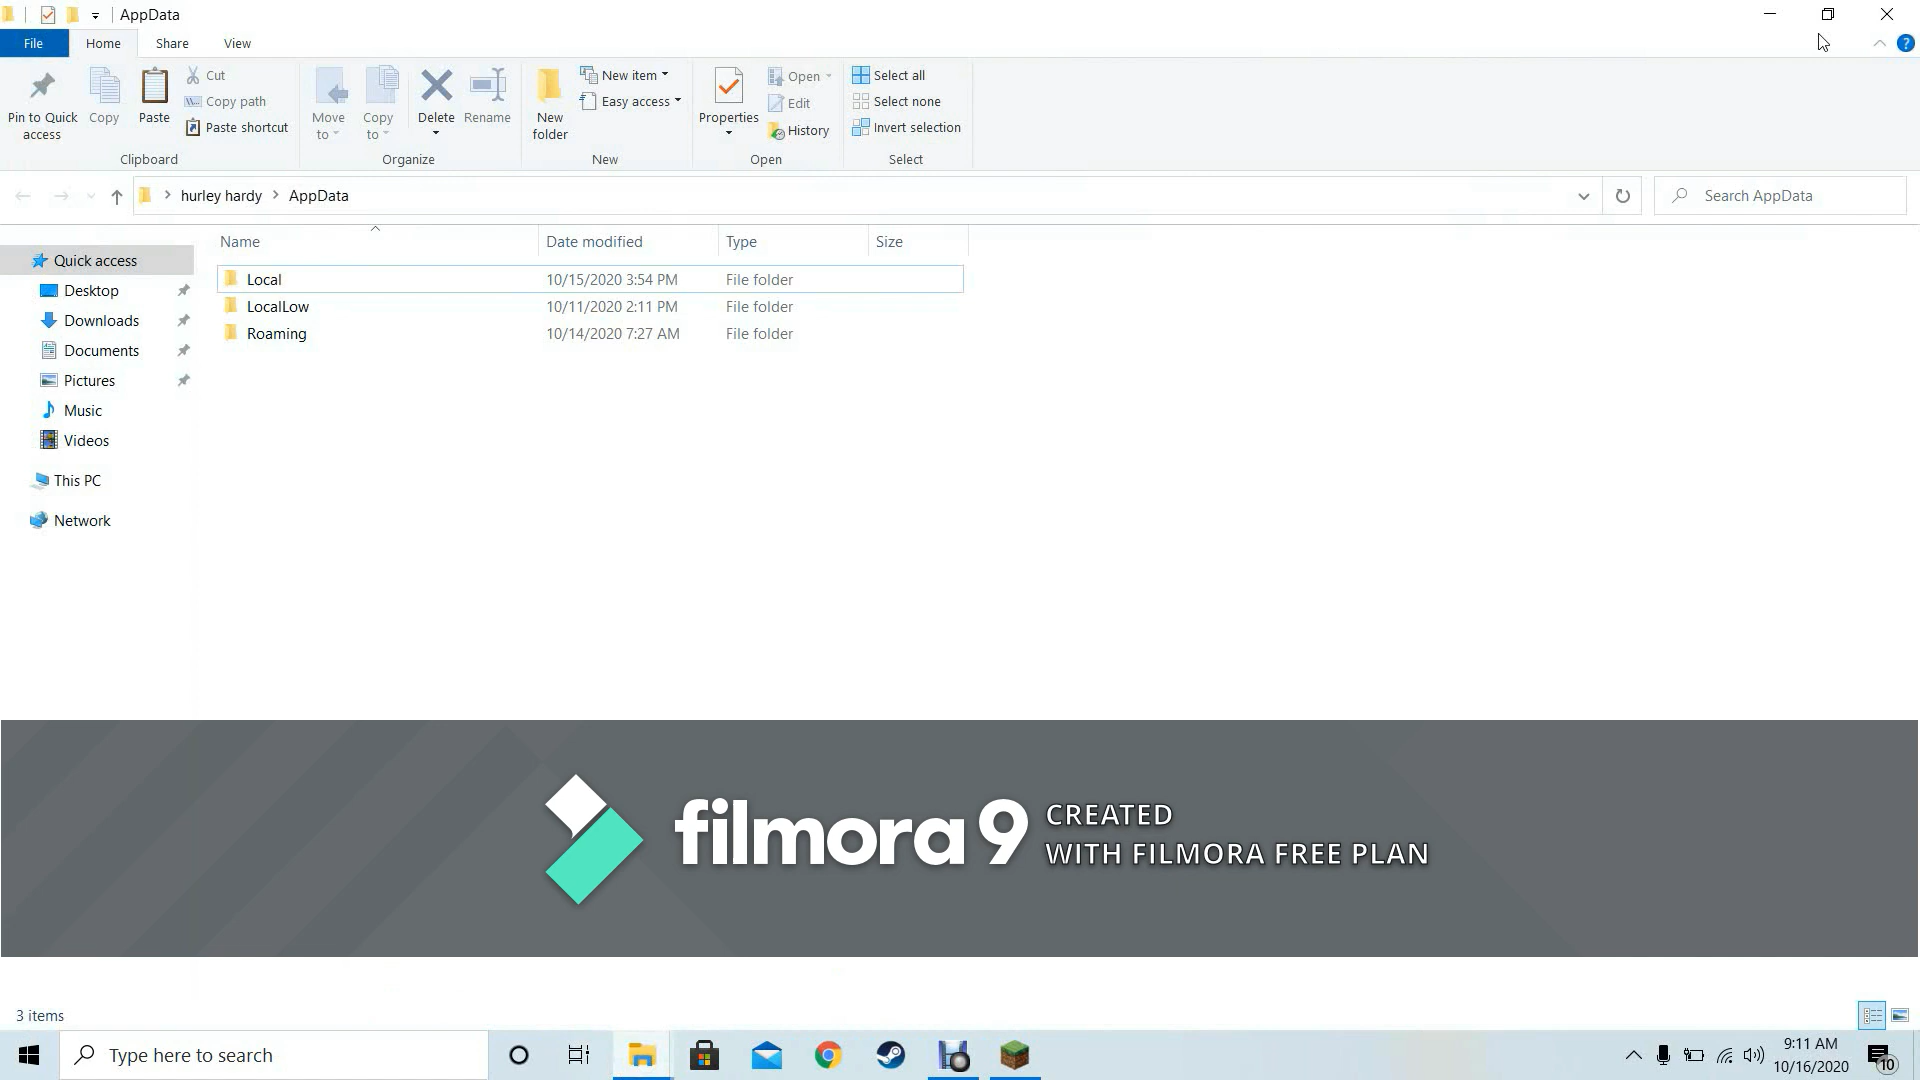 AppData
File Home Share View
Pin to Quick access
Copy
Paste
Cut
Copy path
Paste shortcut
Clipboard
Move to
Copy to
Delete
Rename
Organize
New folder
New item
Easy access
New
Properties
Open
Edit
History
Open
Select all
Select none
Invert selection
Select
hurley hardy > AppData
Search AppData
Name Date modified Type Size
Local 10/15/2020 3:54 PM File folder
LocalLow 10/11/2020 2:11 PM File folder
Roaming 10/14/2020 7:27 AM File folder
Quick access
Desktop
Downloads
Documents
Pictures
Music
Videos
This PC
Network
filmora 9
CREATED
WITH FILMORA FREE PLAN
3 items
Type here to search
9:11 AM
10/16/2020
10